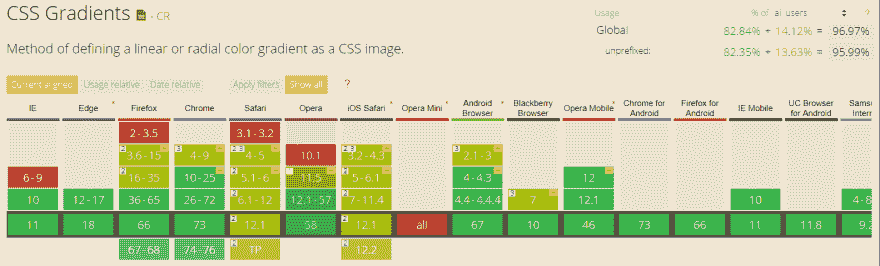 CSS Gradients - CR
Usage % of all users ?
Global 82.84% + 14.12% = 96.97%
unprefixed: 82.35% + 13.63% = 95.99%
Method of defining a linear or radial color gradient as a CSS image.
Current aligned Usage relative Date relative Apply filters Show all ?
IE Edge * Firefox Chrome Safari Opera iOS Safari * Opera Mini * Android Browser * Blackberry Browser Opera Mobile * Chrome for Android Firefox for Android IE Mobile UC Browser for Android Sams Intern
2-3.5 3.1-3.2
3.6-15 4-9 4-5 10.1 3.2-4.3 2.1-3
6-9 16-35 10-25 5.1-6 11.5 5-6.1 4-4.3 12
10 12-17 36-65 26-72 6.1-12 12.1-57 7-11.4 4.4-4.4.4 7 12.1 10 4-8
11 18 66 73 12.1 58 12.1 all 67 10 46 73 66 11 11.8 9.2
67-68 74-76 TP 12.2